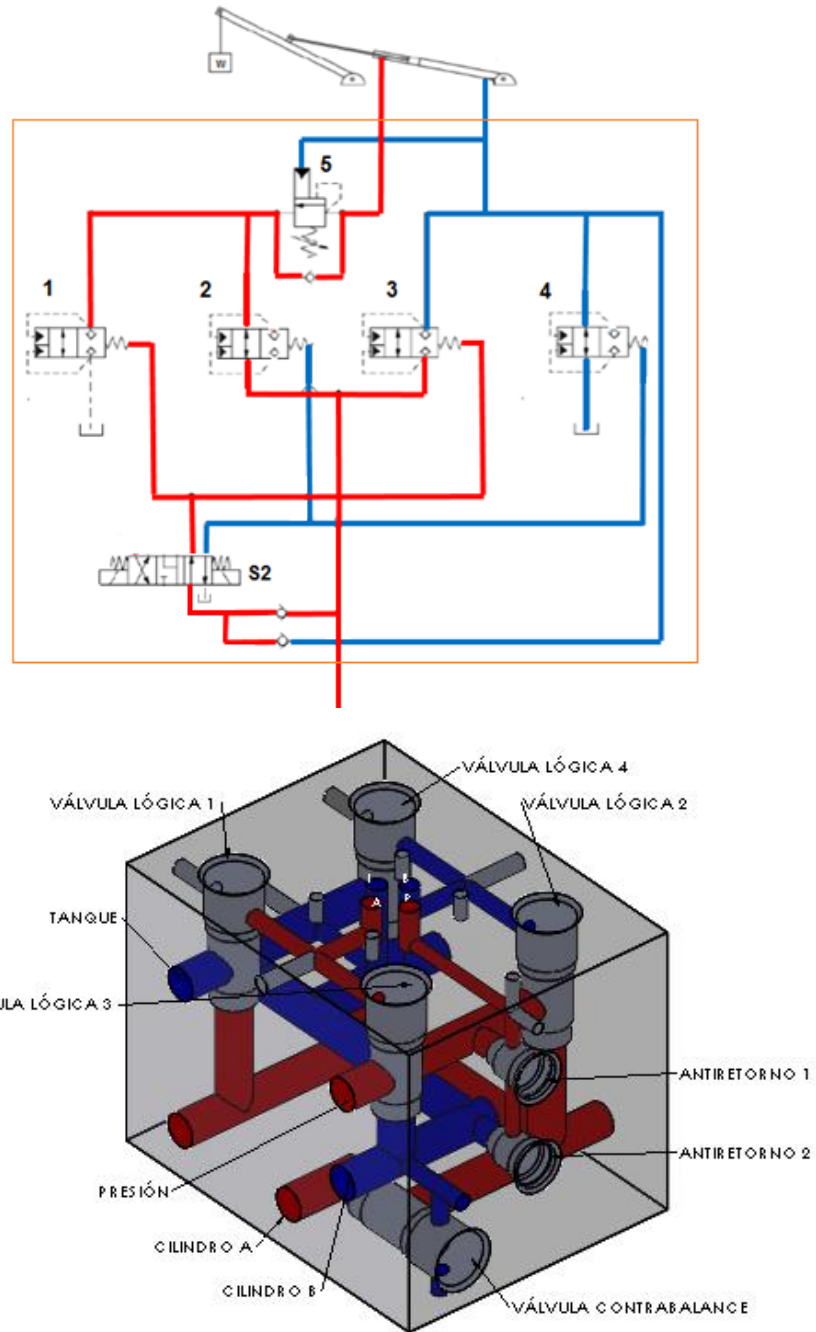 W
5
1
2
3
4
S2
VÁLVULA LÓGICA 4
VÁLVULA LÓGICA 1
VÁLVULA LÓGICA 2
T B
A P
TANQUE
ULA LÓGICA 3
ANTIRETORNO 1
ANTIRETORNO 2
PRESIÓN
CILINDRO A
CILINDRO B
VÁLVULA CONTRABALANCE